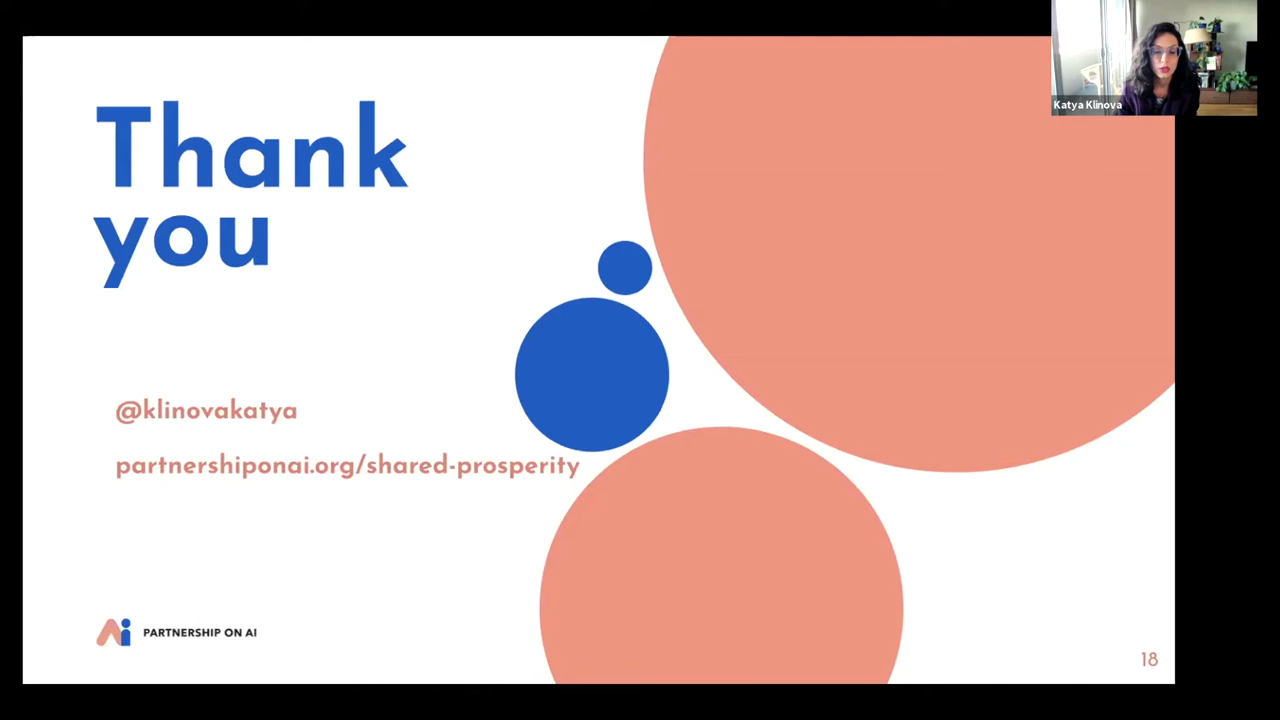 Katya Klinova
Thank
you
@klinovakatya
partnershiponai.org/shared-prosperity
PARTNERSHIP ON AI
18